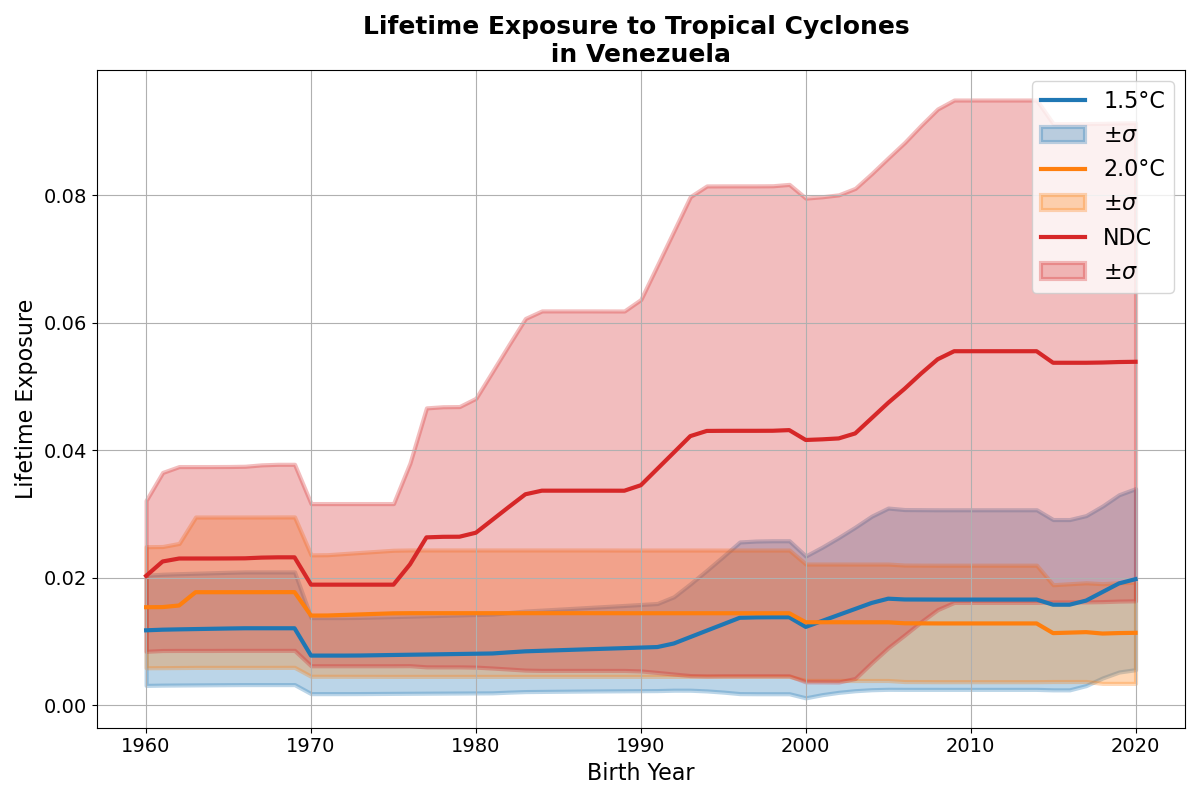 Lifetime Exposure to Tropical Cyclones
in Venezuela
1.5°C
±σ
2.0°C
±σ
NDC
±σ
Lifetime Exposure
0.08
0.06
0.04
0.02
0.00
1960 1970 1980 1990 2000 2010 2020
Birth Year